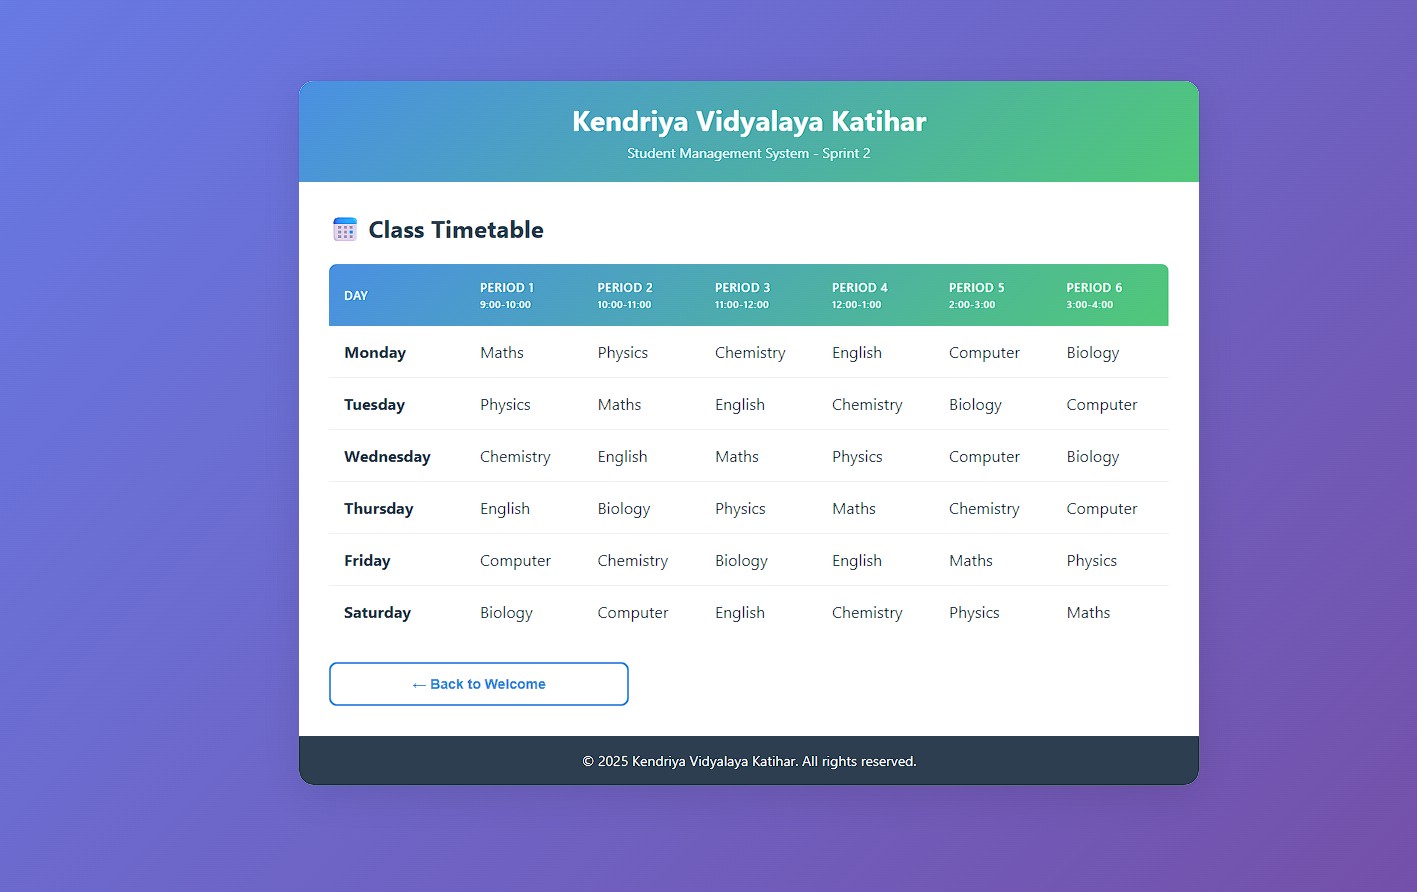 Kendriya Vidyalaya Katihar
Student Management System - Sprint 2
Class Timetable
DAY PERIOD 1 PERIOD 2 PERIOD 3 PERIOD 4 PERIOD 5 PERIOD 6
9:00-10:00 10:00-11:00 11:00-12:00 12:00-1:00 2:00-3:00 3:00-4:00
Monday Maths Physics Chemistry English Computer Biology
Tuesday Physics Maths English Chemistry Biology Computer
Wednesday Chemistry English Maths Physics Computer Biology
Thursday English Biology Physics Maths Chemistry Computer
Friday Computer Chemistry Biology English Maths Physics
Saturday Biology Computer English Chemistry Physics Maths
← Back to Welcome
© 2025 Kendriya Vidyalaya Katihar. All rights reserved.